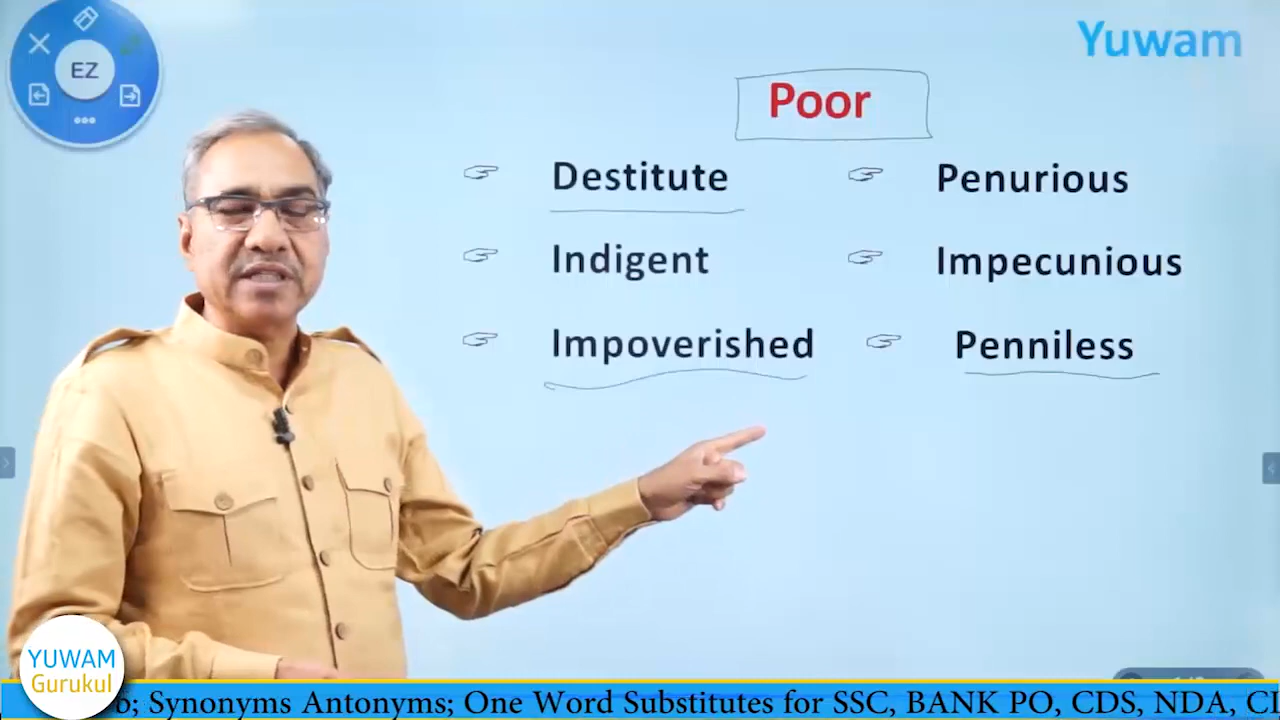 EZ
Yuwam
Poor
Destitute
Penurious
Indigent
Impecunious
Impoverished
Penniless
YUWAM
Gurukul
Synonyms Antonyms; One Word Substitutes for SSC, BANK PO, CDS, NDA,